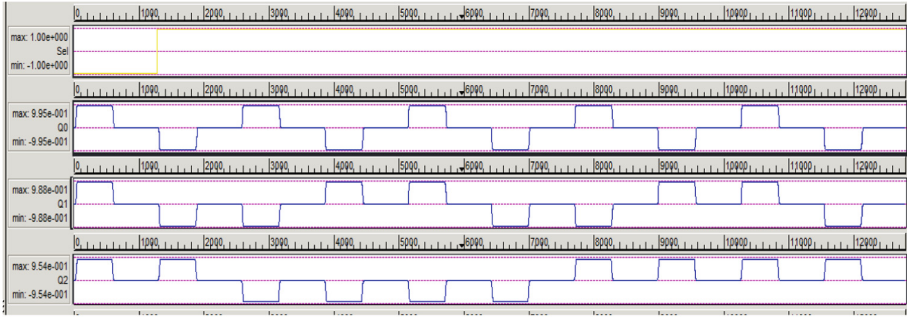 0 1000 2000 3000 4000 5000 6000 7000 8000 9000 10000 11000 12000
max: 1.00e+000
Sel
min: -1.00e+000
0 1000 2000 3000 4000 5000 6000 7000 8000 9000 10000 11000 12000
max: 9.95e-001
Q0
min: -9.95e-001
0 1000 2000 3000 4000 5000 6000 7000 8000 9000 10000 11000 12000
max: 9.88e-001
Q1
min: -9.88e-001
0 1000 2000 3000 4000 5000 6000 7000 8000 9000 10000 11000 12000
max: 9.54e-001
Q2
min: -9.54e-001